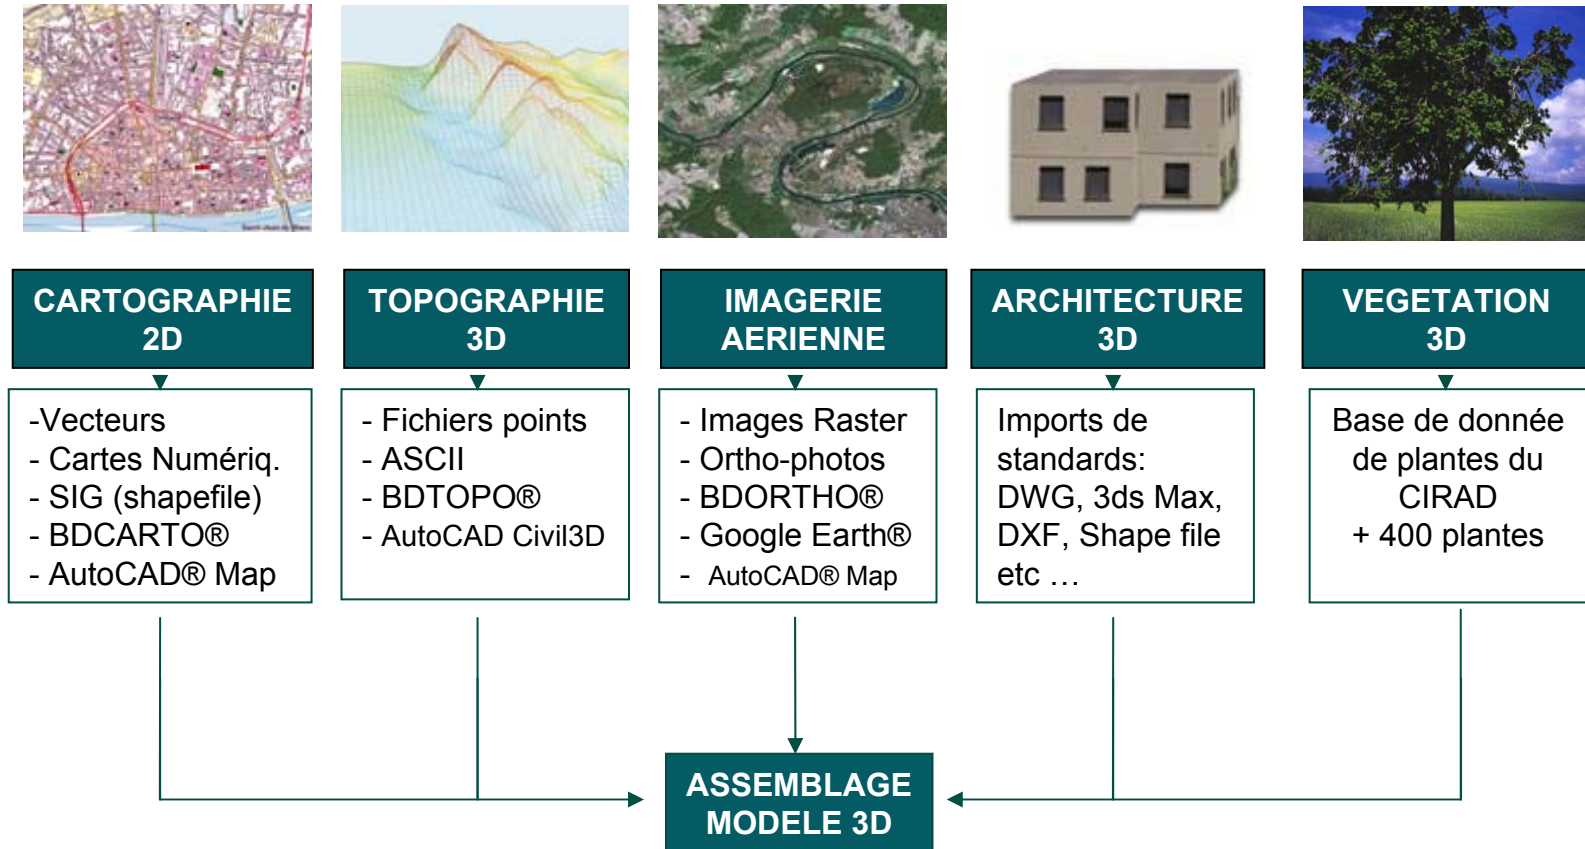 CARTOGRAPHIE
2D
TOPOGRAPHIE
3D
IMAGERIE
AERIENNE
ARCHITECTURE
3D
VEGETATION
3D
-Vecteurs
- Cartes Numériq.
- SIG (shapefile)
- BDCARTO®
- AutoCAD® Map
- Fichiers points
- ASCII
- BDTOPO®
- AutoCAD Civil3D
- Images Raster
- Ortho-photos
- BDORTHO®
- Google Earth®
- AutoCAD® Map
Imports de
standards:
DWG, 3ds Max,
DXF, Shape file
etc …
Base de donnée
de plantes du
CIRAD
+ 400 plantes
ASSEMBLAGE
MODELE 3D